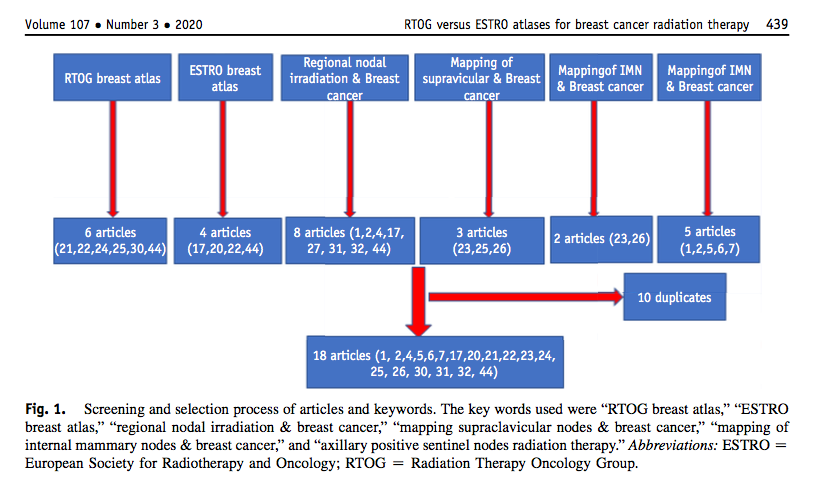 Volume 107 • Number 3 • 2020
RTOG versus ESTRO atlases for breast cancer radiation therapy 439
RTOG breast atlas
ESTRO breast
atlas
Regional nodal
irradiation & Breast
cancer
Mapping of
supravicular & Breast
cancer
Mappingof IMN
& Breast cancer
Mappingof IMN
& Breast cancer
6 articles
(21,22,24,25,30,44)
4 articles
(17,20,22,44)
8 articles (1,2,4,17,
27, 31, 32, 44)
3 articles
(23,25,26)
2 articles (23,26)
5 articles
(1,2,5,6,7)
10 duplicates
18 articles (1, 2,4,5,6,7,17,20,21,22,23,24,
25, 26, 30, 31, 32, 44)
Fig. 1. Screening and selection process of articles and keywords. The key words used were “RTOG breast atlas,” “ESTRO
breast atlas,” “regional nodal irradiation & breast cancer,” “mapping supraclavicular nodes & breast cancer,” “mapping of
internal mammary nodes & breast cancer,” and “axillary positive sentinel nodes radiation therapy.” Abbreviations: ESTRO =
European Society for Radiotherapy and Oncology; RTOG = Radiation Therapy Oncology Group.